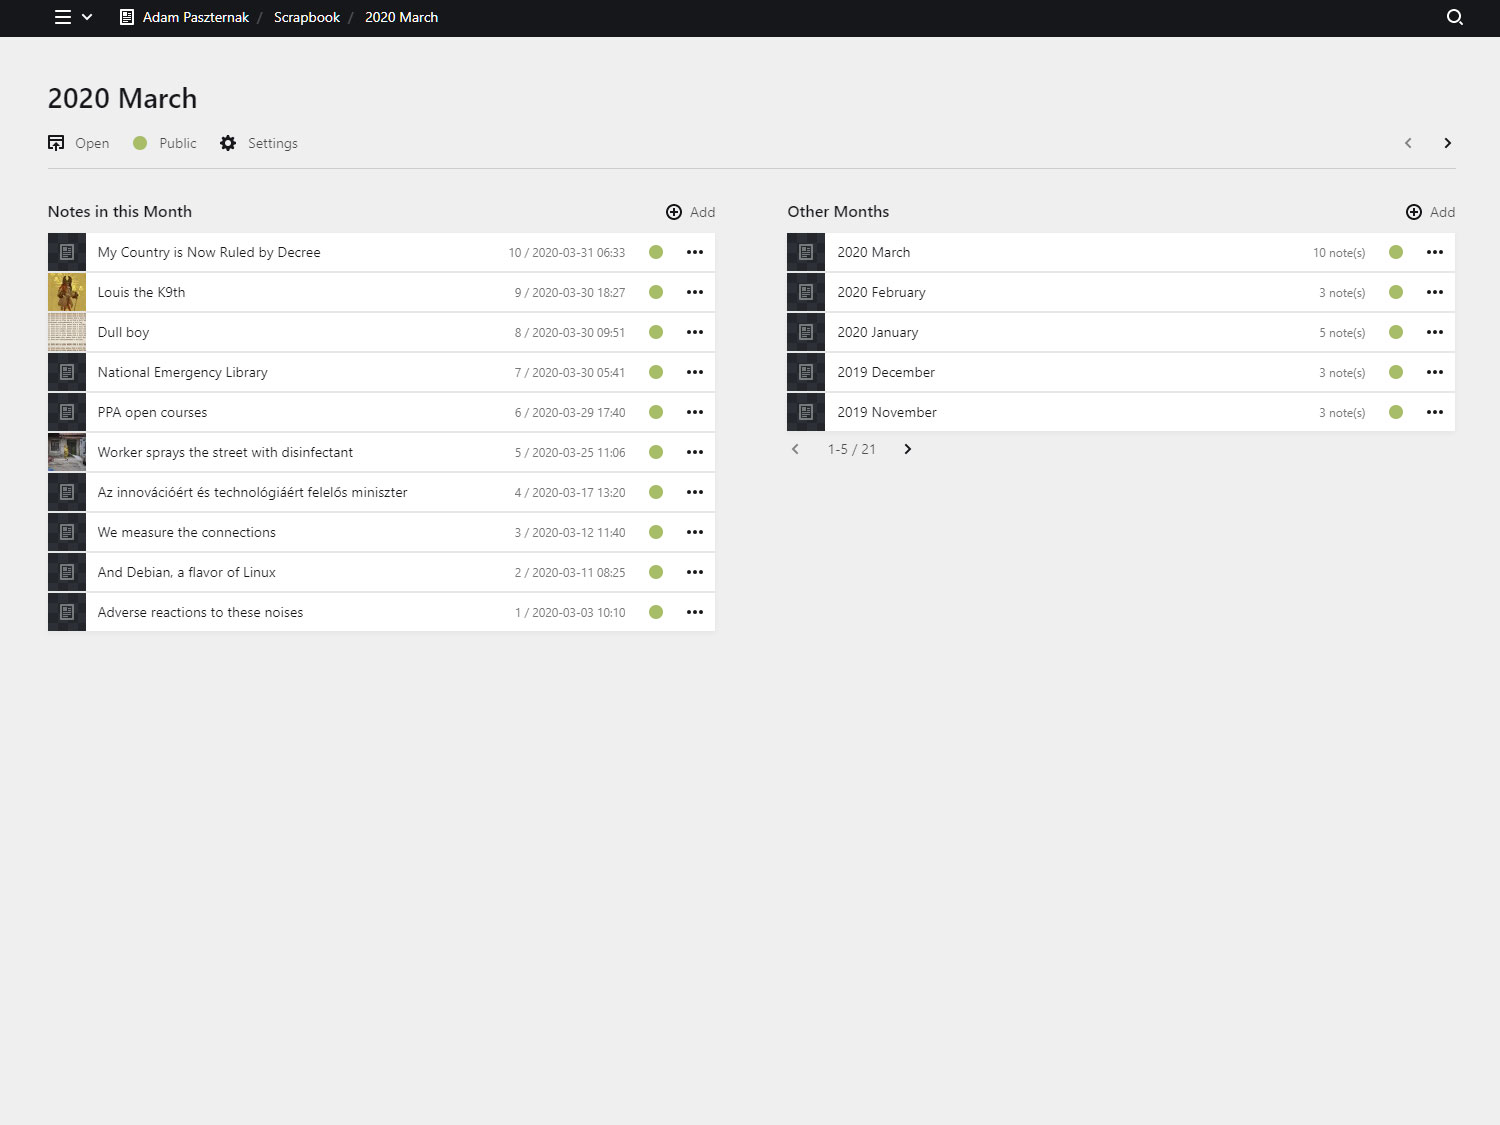 Adam Paszternak / Scrapbook / 2020 March
2020 March
Open Public Settings
Notes in this Month Add
My Country is Now Ruled by Decree 10 / 2020-03-31 06:33
Louis the K9th 9 / 2020-03-30 18:27
Dull boy 8 / 2020-03-30 09:51
National Emergency Library 7 / 2020-03-30 05:41
PPA open courses 6 / 2020-03-29 17:40
Worker sprays the street with disinfectant 5 / 2020-03-25 11:06
Az innovációért és technológiáért felelős miniszter 4 / 2020-03-17 13:20
We measure the connections 3 / 2020-03-12 11:40
And Debian, a flavor of Linux 2 / 2020-03-11 08:25
Adverse reactions to these noises 1 / 2020-03-03 10:10
Other Months Add
2020 March 10 note(s)
2020 February 3 note(s)
2020 January 5 note(s)
2019 December 3 note(s)
2019 November 3 note(s)
1-5 / 21